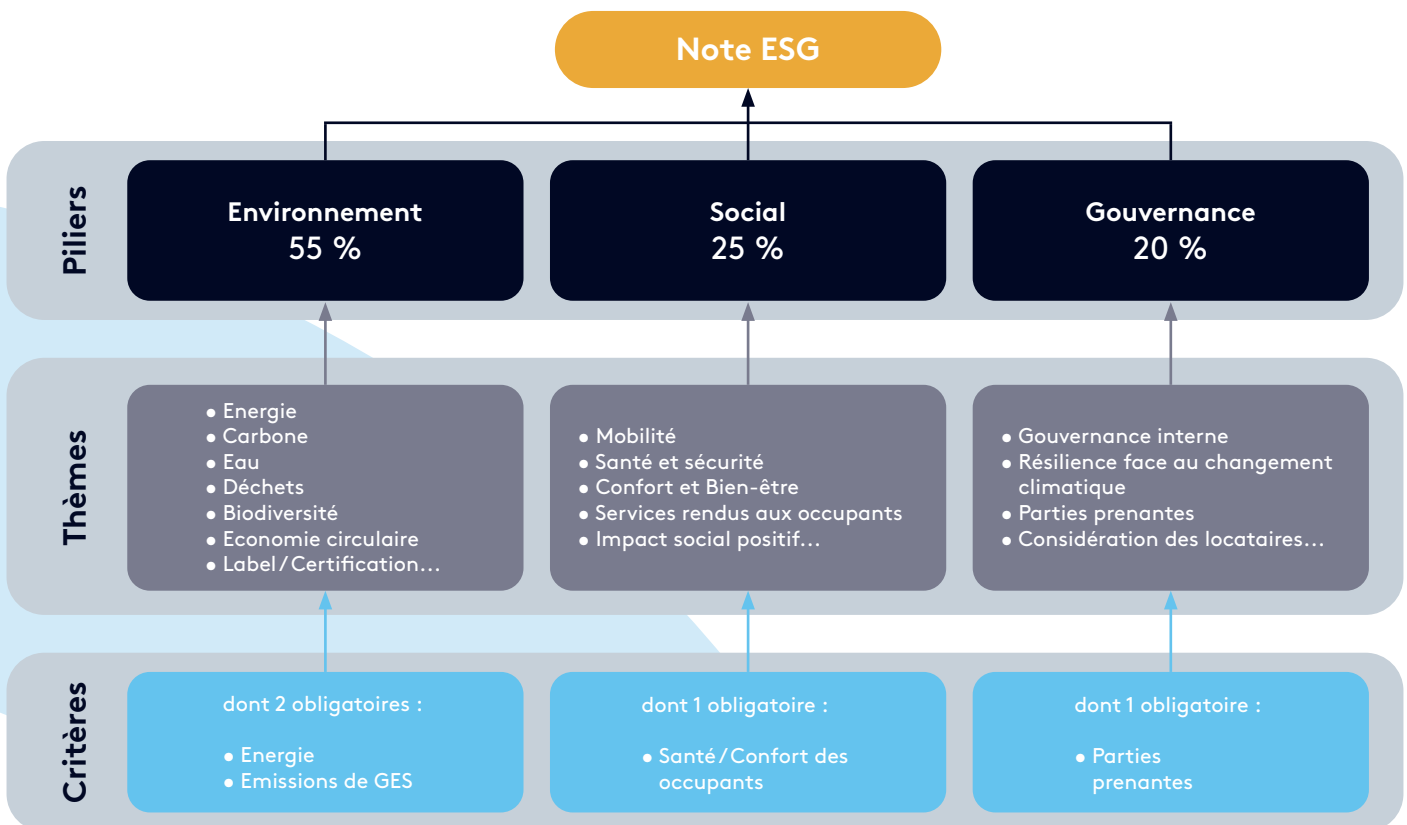 Note ESG
Piliers
Environnement
55 %
Social
25 %
Gouvernance
20 %
Thèmes
● Energie
● Carbone
● Eau
● Déchets
● Biodiversité
● Economie circulaire
● Label / Certification...
● Mobilité
● Santé et sécurité
● Confort et Bien-être
● Services rendus aux occupants
● Impact social positif...
● Gouvernance interne
● Résilience face au changement
climatique
● Parties prenantes
● Considération des locataires...
Critères
dont 2 obligatoires :
● Energie
● Emissions de GES
dont 1 obligatoire :
● Santé / Confort des
occupants
dont 1 obligatoire :
● Parties
prenantes